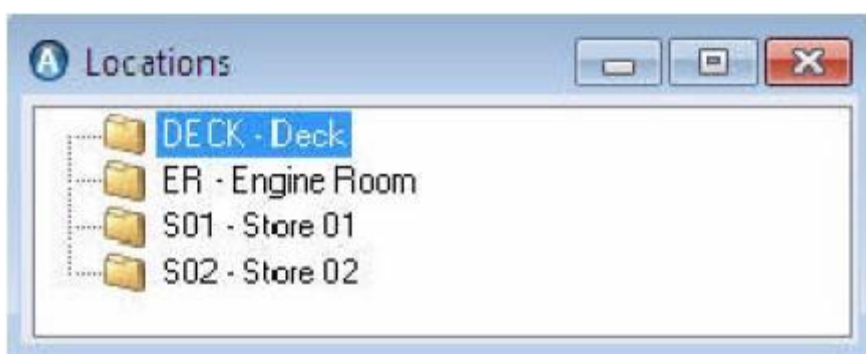 Locations
DECK - Deck
ER - Engine Room
S01 - Store 01
S02 - Store 02